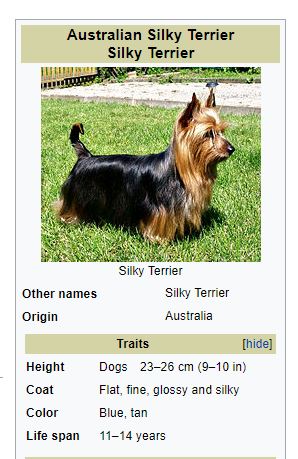 Australian Silky Terrier
Silky Terrier
Silky Terrier
Other names Silky Terrier
Origin Australia
Traits [hide]
Height Dogs 23–26 cm (9–10 in)
Coat Flat, fine, glossy and silky
Color Blue, tan
Life span 11–14 years